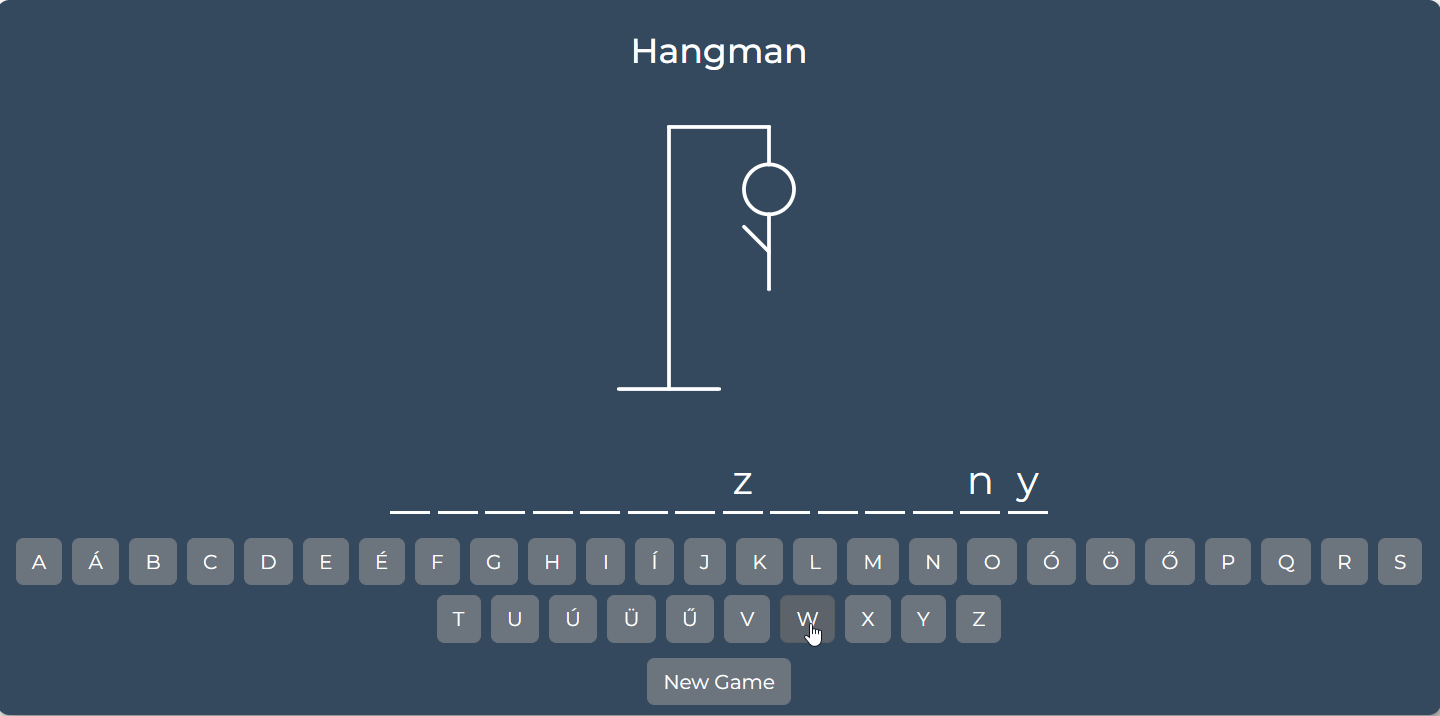 Hangman
_ _ _ _ _ _ _ z _ _ _ _ n y
A Á B C D E É F G H I Í J K L M N O Ó Ö Ő P Q R S
T U Ú Ü Ű V W X Y Z
New Game